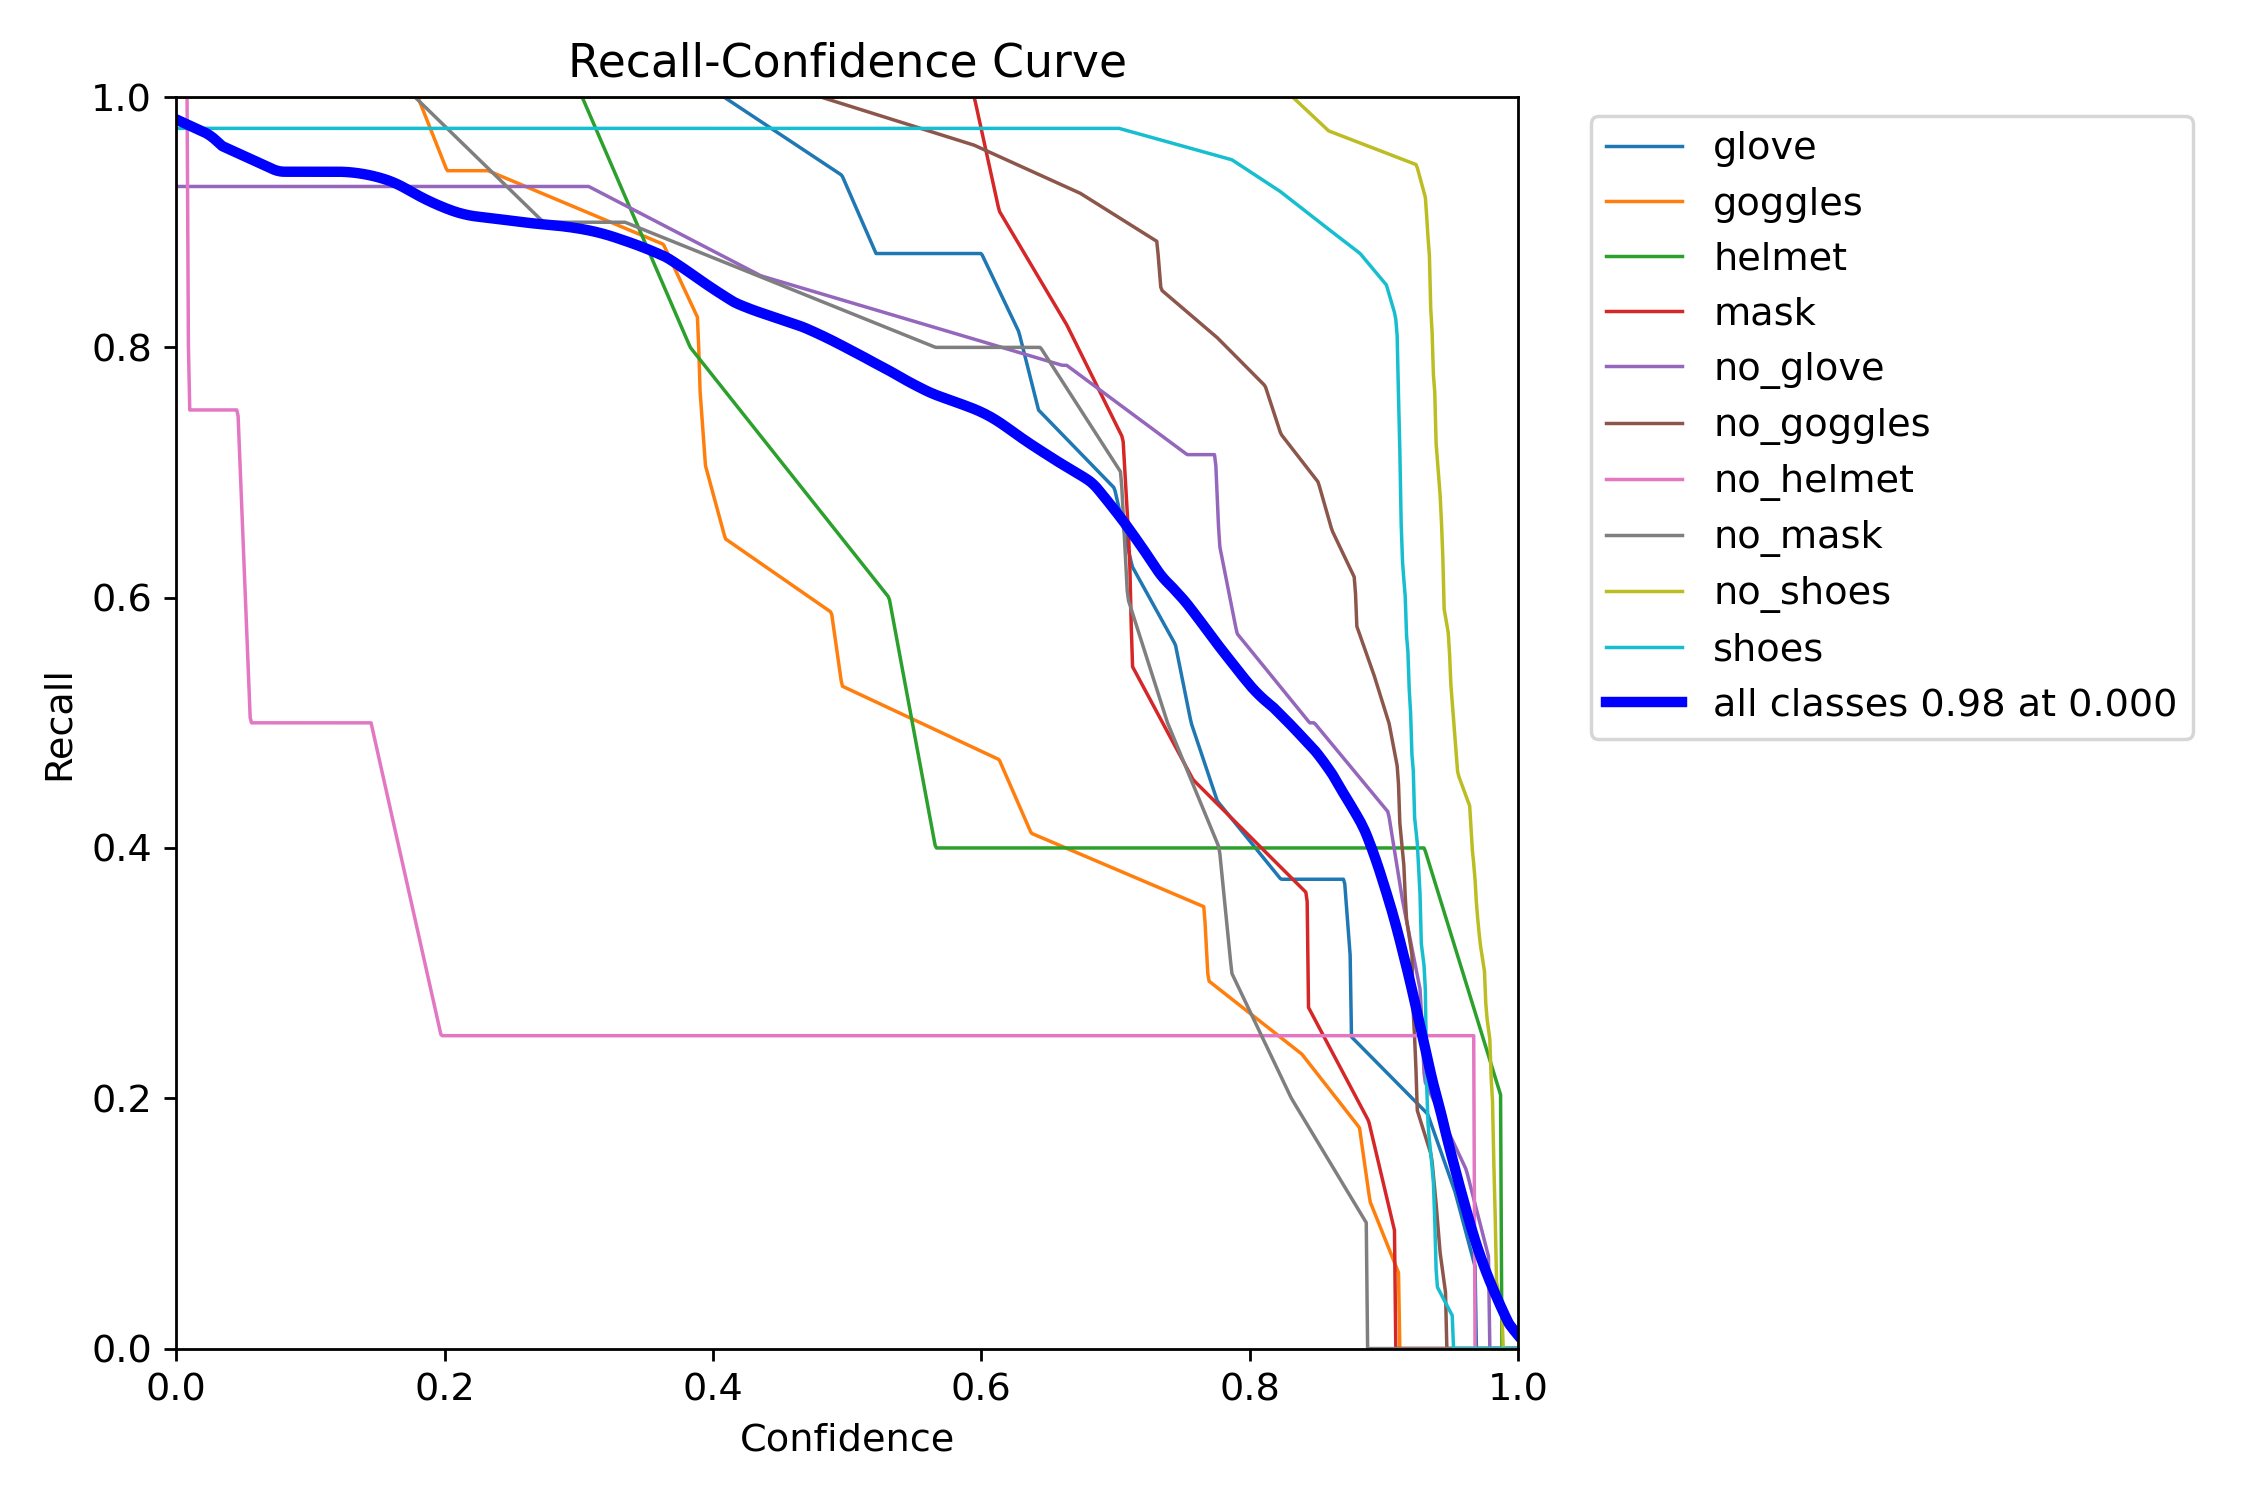 Recall-Confidence Curve
1.0
0.8
0.6
0.4
0.2
0.0
Recall
0.0 0.2 0.4 0.6 0.8 1.0
Confidence
glove
goggles
helmet
mask
no_glove
no_goggles
no_helmet
no_mask
no_shoes
shoes
all classes 0.98 at 0.000